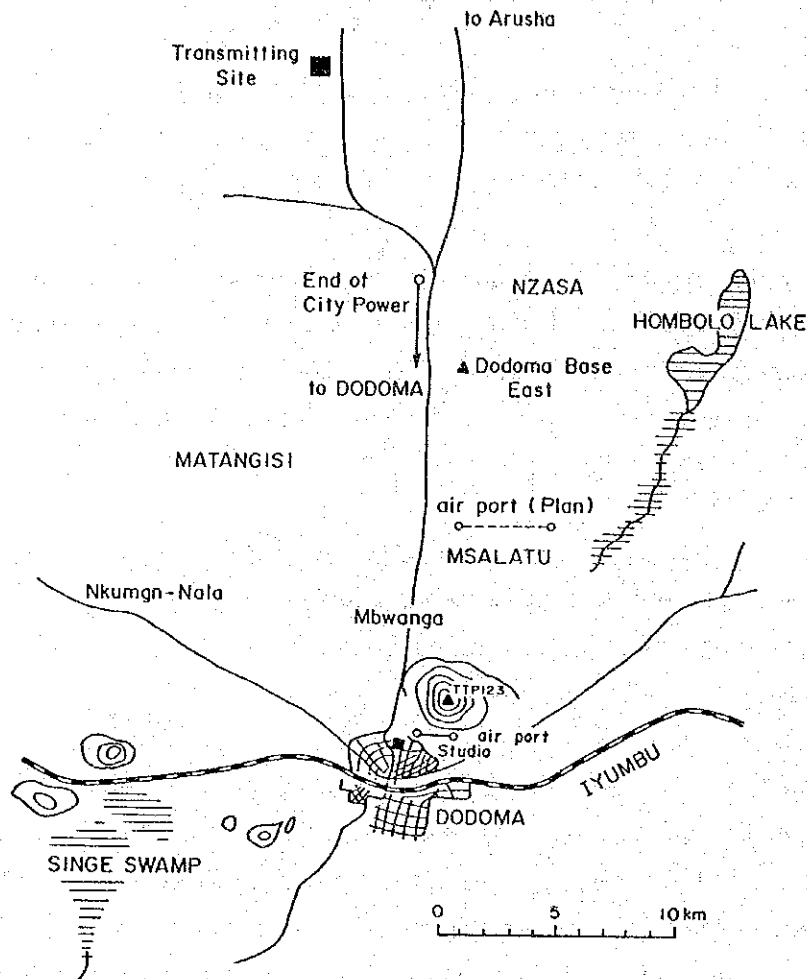 to Arusha
Transmitting
Site
End of
City Power
NZASA
HOMBOLO LAKE
Dodoma Base
East
to DODOMA
MATANGISI
air port (Plan)
MSALATU
Nkumgn-Nala
Mbwanga
TTP123
air port
Studio
IYUMBU
DODOMA
SINGE SWAMP
0 5 10 km